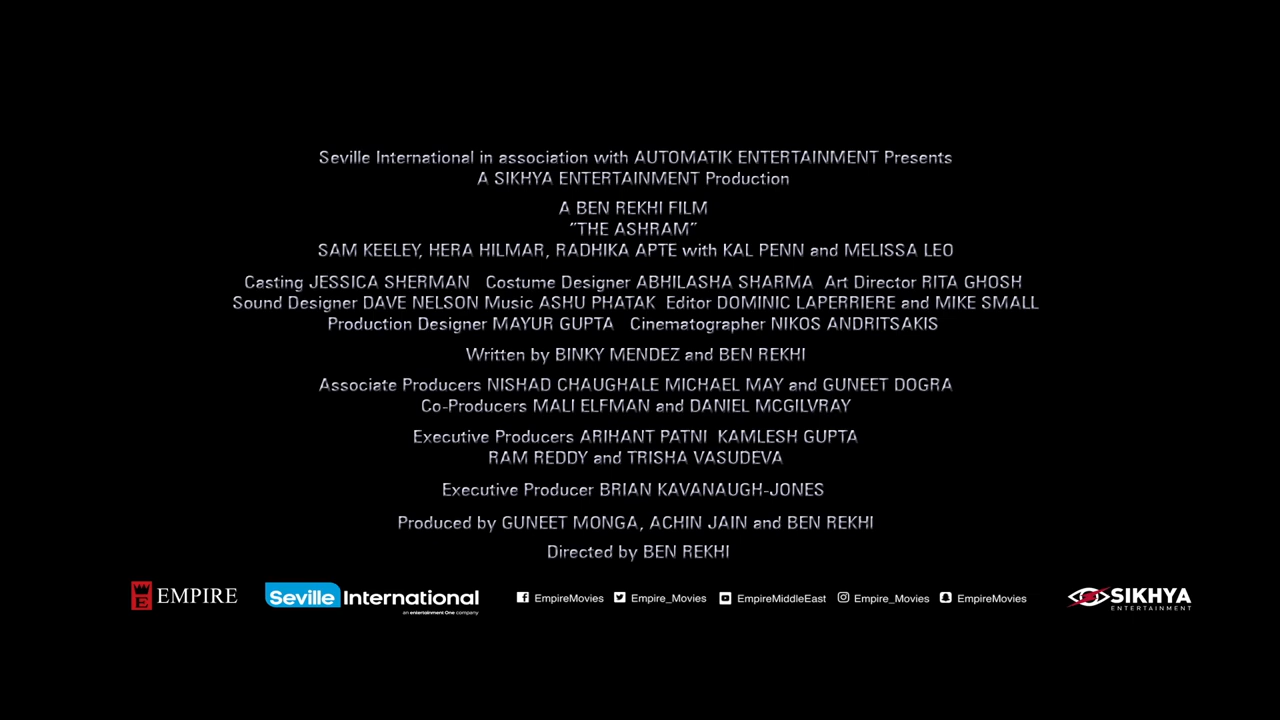 Seville International in association with AUTOMATIK ENTERTAINMENT Presents
A SIKHYA ENTERTAINMENT Production
A BEN REKHI FILM
"THE ASHRAM"
SAM KEELEY, HERA HILMAR, RADHIKA APTE with KAL PENN and MELISSA LEO
Casting JESSICA SHERMAN Costume Designer ABHILASHA SHARMA Art Director RITA GHOSH
Sound Designer DAVE NELSON Music ASHU PHATAK Editor DOMINIC LAPERRIERE and MIKE SMALL
Production Designer MAYUR GUPTA Cinematographer NIKOS ANDRITSAKIS
Written by BINKY MENDEZ and BEN REKHI
Associate Producers NISHAD CHAUGHALE MICHAEL MAY and GUNEET DOGRA
Co-Producers MALI ELFMAN and DANIEL MCGILVRAY
Executive Producers ARIHANT PATNI KAMLESH GUPTA
RAM REDDY and TRISHA VASUDEVA
Executive Producer BRIAN KAVANAUGH-JONES
Produced by GUNEET MONGA, ACHIN JAIN and BEN REKHI
Directed by BEN REKHI
E EMPIRE Seville International EmpireMovies Empire_Movies EmpireMiddleEast Empire_Movies EmpireMovies SIKHYA
an entertainment One company ENTERTAINMENT